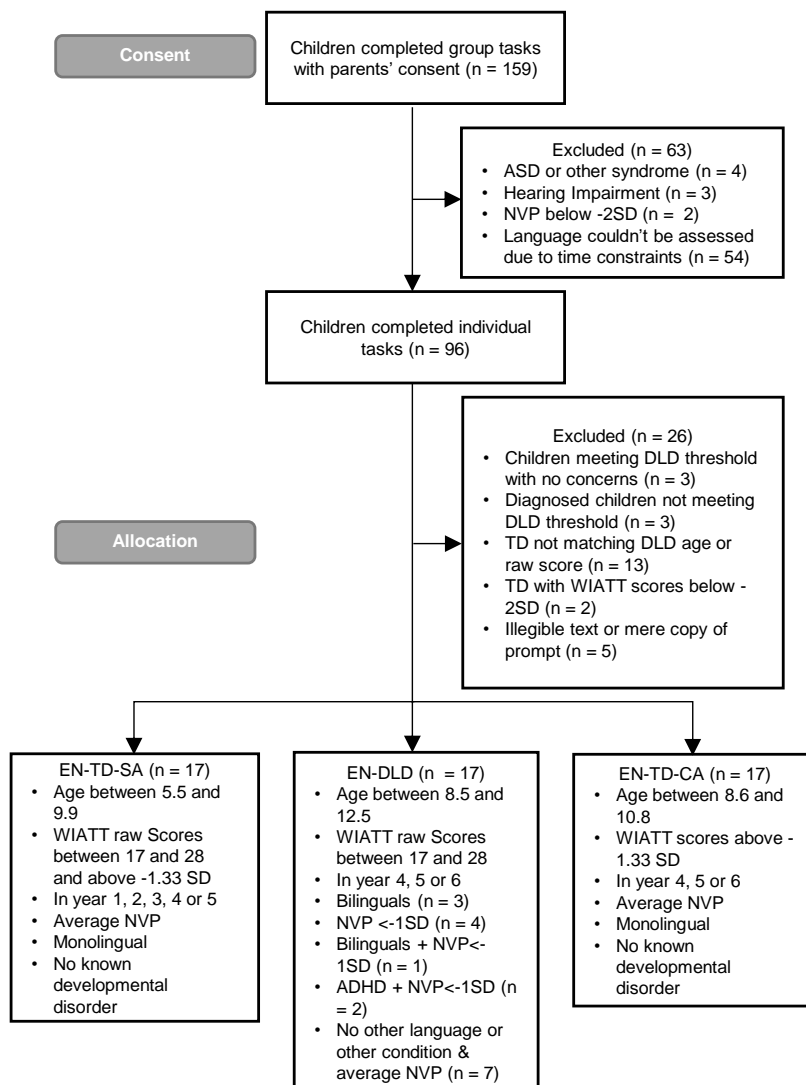 Consent
Children completed group tasks
with parents' consent (n = 159)
Excluded (n = 63)
• ASD or other syndrome (n = 4)
• Hearing Impairment (n = 3)
• NVP below -2SD (n =  2)
• Language couldn't be assessed
due to time constraints (n = 54)
Children completed individual
tasks (n = 96)
Excluded (n = 26)
• Children meeting DLD threshold
with no concerns (n = 3)
• Diagnosed children not meeting
DLD threshold (n = 3)
• TD not matching DLD age or
raw score (n = 13)
• TD with WIATT scores below -
2SD (n = 2)
• Illegible text or mere copy of
prompt (n = 5)
Allocation
EN-TD-SA (n = 17)
• Age between 5.5 and
9.9
• WIATT raw Scores
between 17 and 28
and above -1.33 SD
• In year 1, 2, 3, 4 or 5
• Average NVP
• Monolingual
• No known
developmental
disorder
EN-DLD (n  = 17)
• Age between 8.5 and
12.5
• WIATT raw Scores
between 17 and 28
• In year 4, 5 or 6
• Bilinguals (n = 3)
• NVP <-1SD (n = 4)
• Bilinguals + NVP<-
1SD (n = 1)
• ADHD + NVP<-1SD (n
= 2)
• No other language or
other condition &
average NVP (n = 7)
EN-TD-CA (n = 17)
• Age between 8.6 and
10.8
• WIATT scores above -
1.33 SD
• In year 4, 5 or 6
• Average NVP
• Monolingual
• No known
developmental
disorder